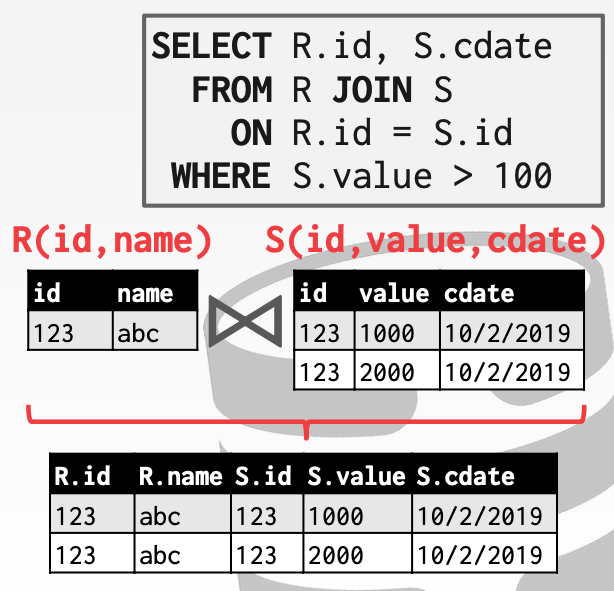 SELECT R.id, S.cdate
FROM R JOIN S
ON R.id = S.id
WHERE S.value > 100
R(id,name) S(id,value,cdate)
id name id value cdate
123 abc 123 1000 10/2/2019
123 2000 10/2/2019
R.id R.name S.id S.value S.cdate
123 abc 123 1000 10/2/2019
123 abc 123 2000 10/2/2019